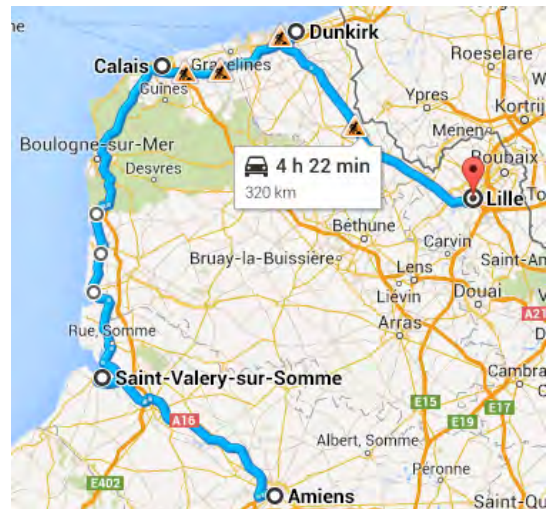 Dunkirk
Calais
Gravelines
Roeselare
Guînes
Ypres
Kortrij
Menen
Boulogne-sur-Mer
Desvres
4 h 22 min
320 km
Roubaix
Lille
Béthune
Carvin
Saint-An
Bruay-la-Buissière
Lens
Liévin
Douai
A21
Rue, Somme
Arras
Saint-Valery-sur-Somme
Cambra
E15
E17
A16
E19
Albert, Somme
E402
Péronne
Amiens
Saint-Qu